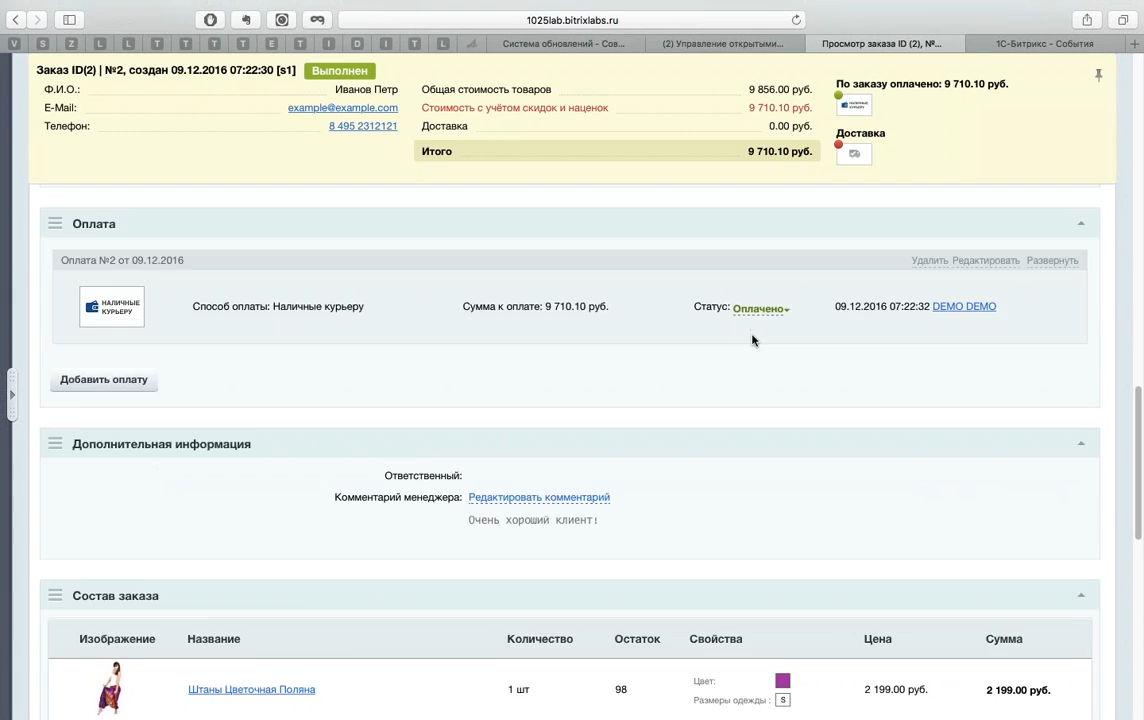 1025lab.bitrixlabs.ru
V S Z L L T T T T E T I D I T L
Система обновлений - Сов...
(2) Управление открытыми...
Просмотр заказа ID (2), №...
1С-Битрикс - События
Заказ ID(2) | №2, создан 09.12.2016 07:22:30 [s1] Выполнен
Ф.И.О.: Иванов Петр
E-Mail: example@example.com
Телефон: 8 495 2312121
Общая стоимость товаров 9 856.00 руб.
Стоимость с учётом скидок и наценок 9 710.10 руб.
Доставка 0.00 руб.
Итого 9 710.10 руб.
По заказу оплачено: 9 710.10 руб.
НАЛИЧНЫЕ
КУРЬЕРУ
Доставка
Оплата
Оплата №2 от 09.12.2016 Удалить Редактировать Развернуть
НАЛИЧНЫЕ
КУРЬЕРУ
Способ оплаты: Наличные курьеру Сумма к оплате: 9 710.10 руб. Статус: Оплачено 09.12.2016 07:22:32 DEMO DEMO
Добавить оплату
Дополнительная информация
Ответственный:
Комментарий менеджера: Редактировать комментарий
Очень хороший клиент!
Состав заказа
Изображение Название Количество Остаток Свойства Цена Сумма
Штаны Цветочная Поляна 1 шт 98 Цвет: 2 199.00 руб. 2 199.00 руб.
Размеры одежды : S